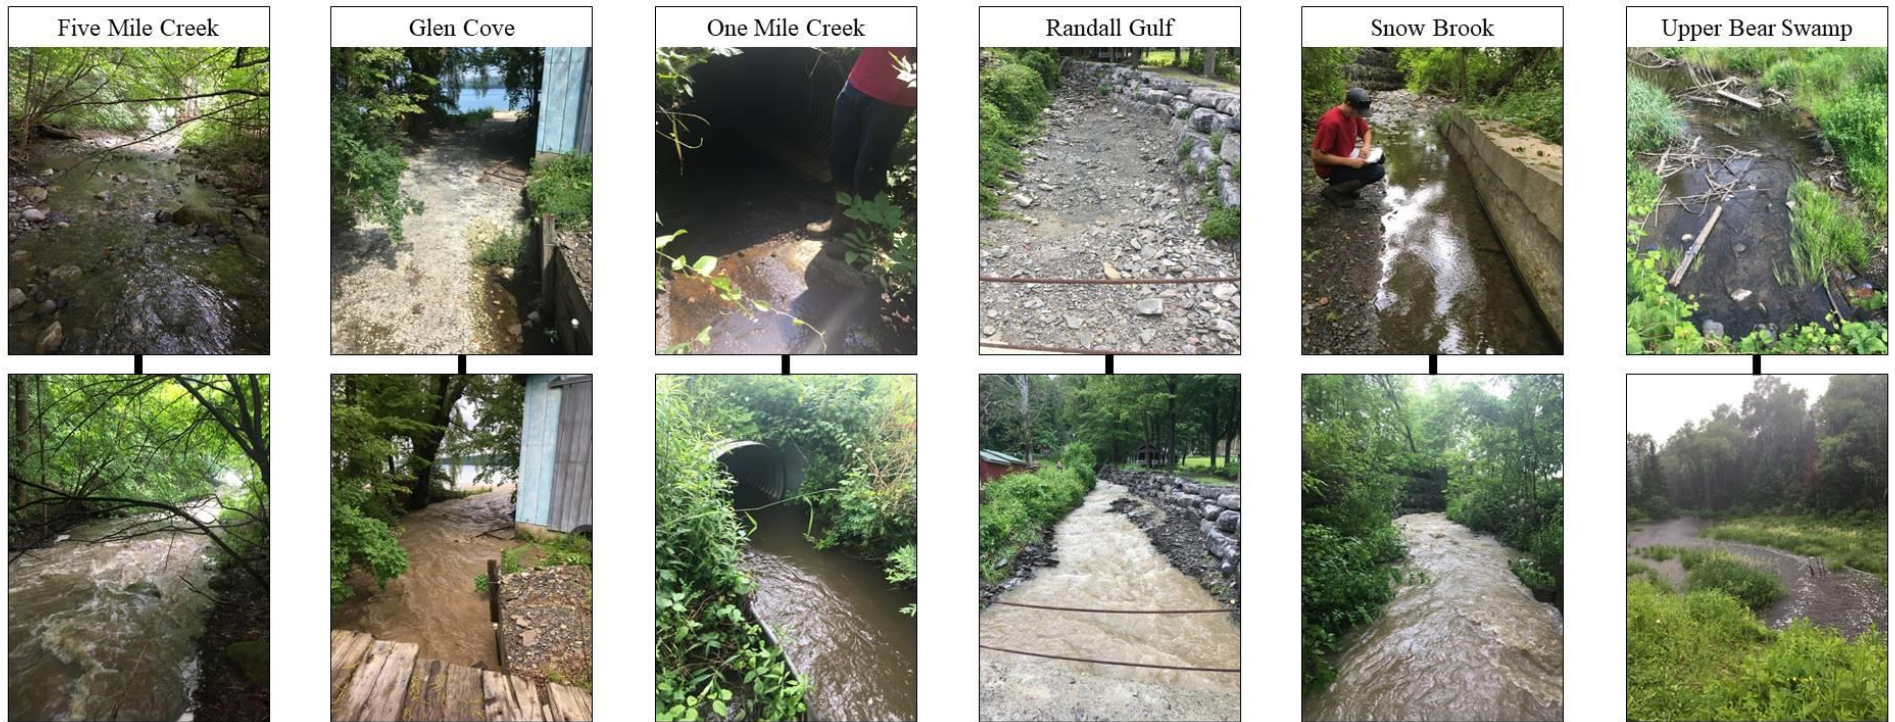 Five Mile Creek
Glen Cove
One Mile Creek
Randall Gulf
Snow Brook
Upper Bear Swamp